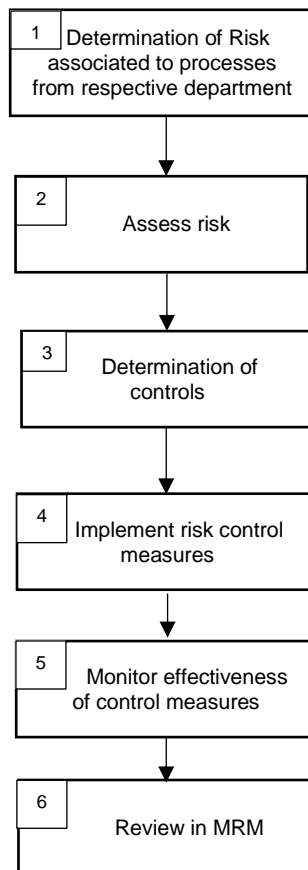 1
Determination of Risk
associated to processes
from respective department
2
Assess risk
3
Determination of
controls
4
Implement risk control
measures
5
Monitor effectiveness
of control measures
6
Review in MRM